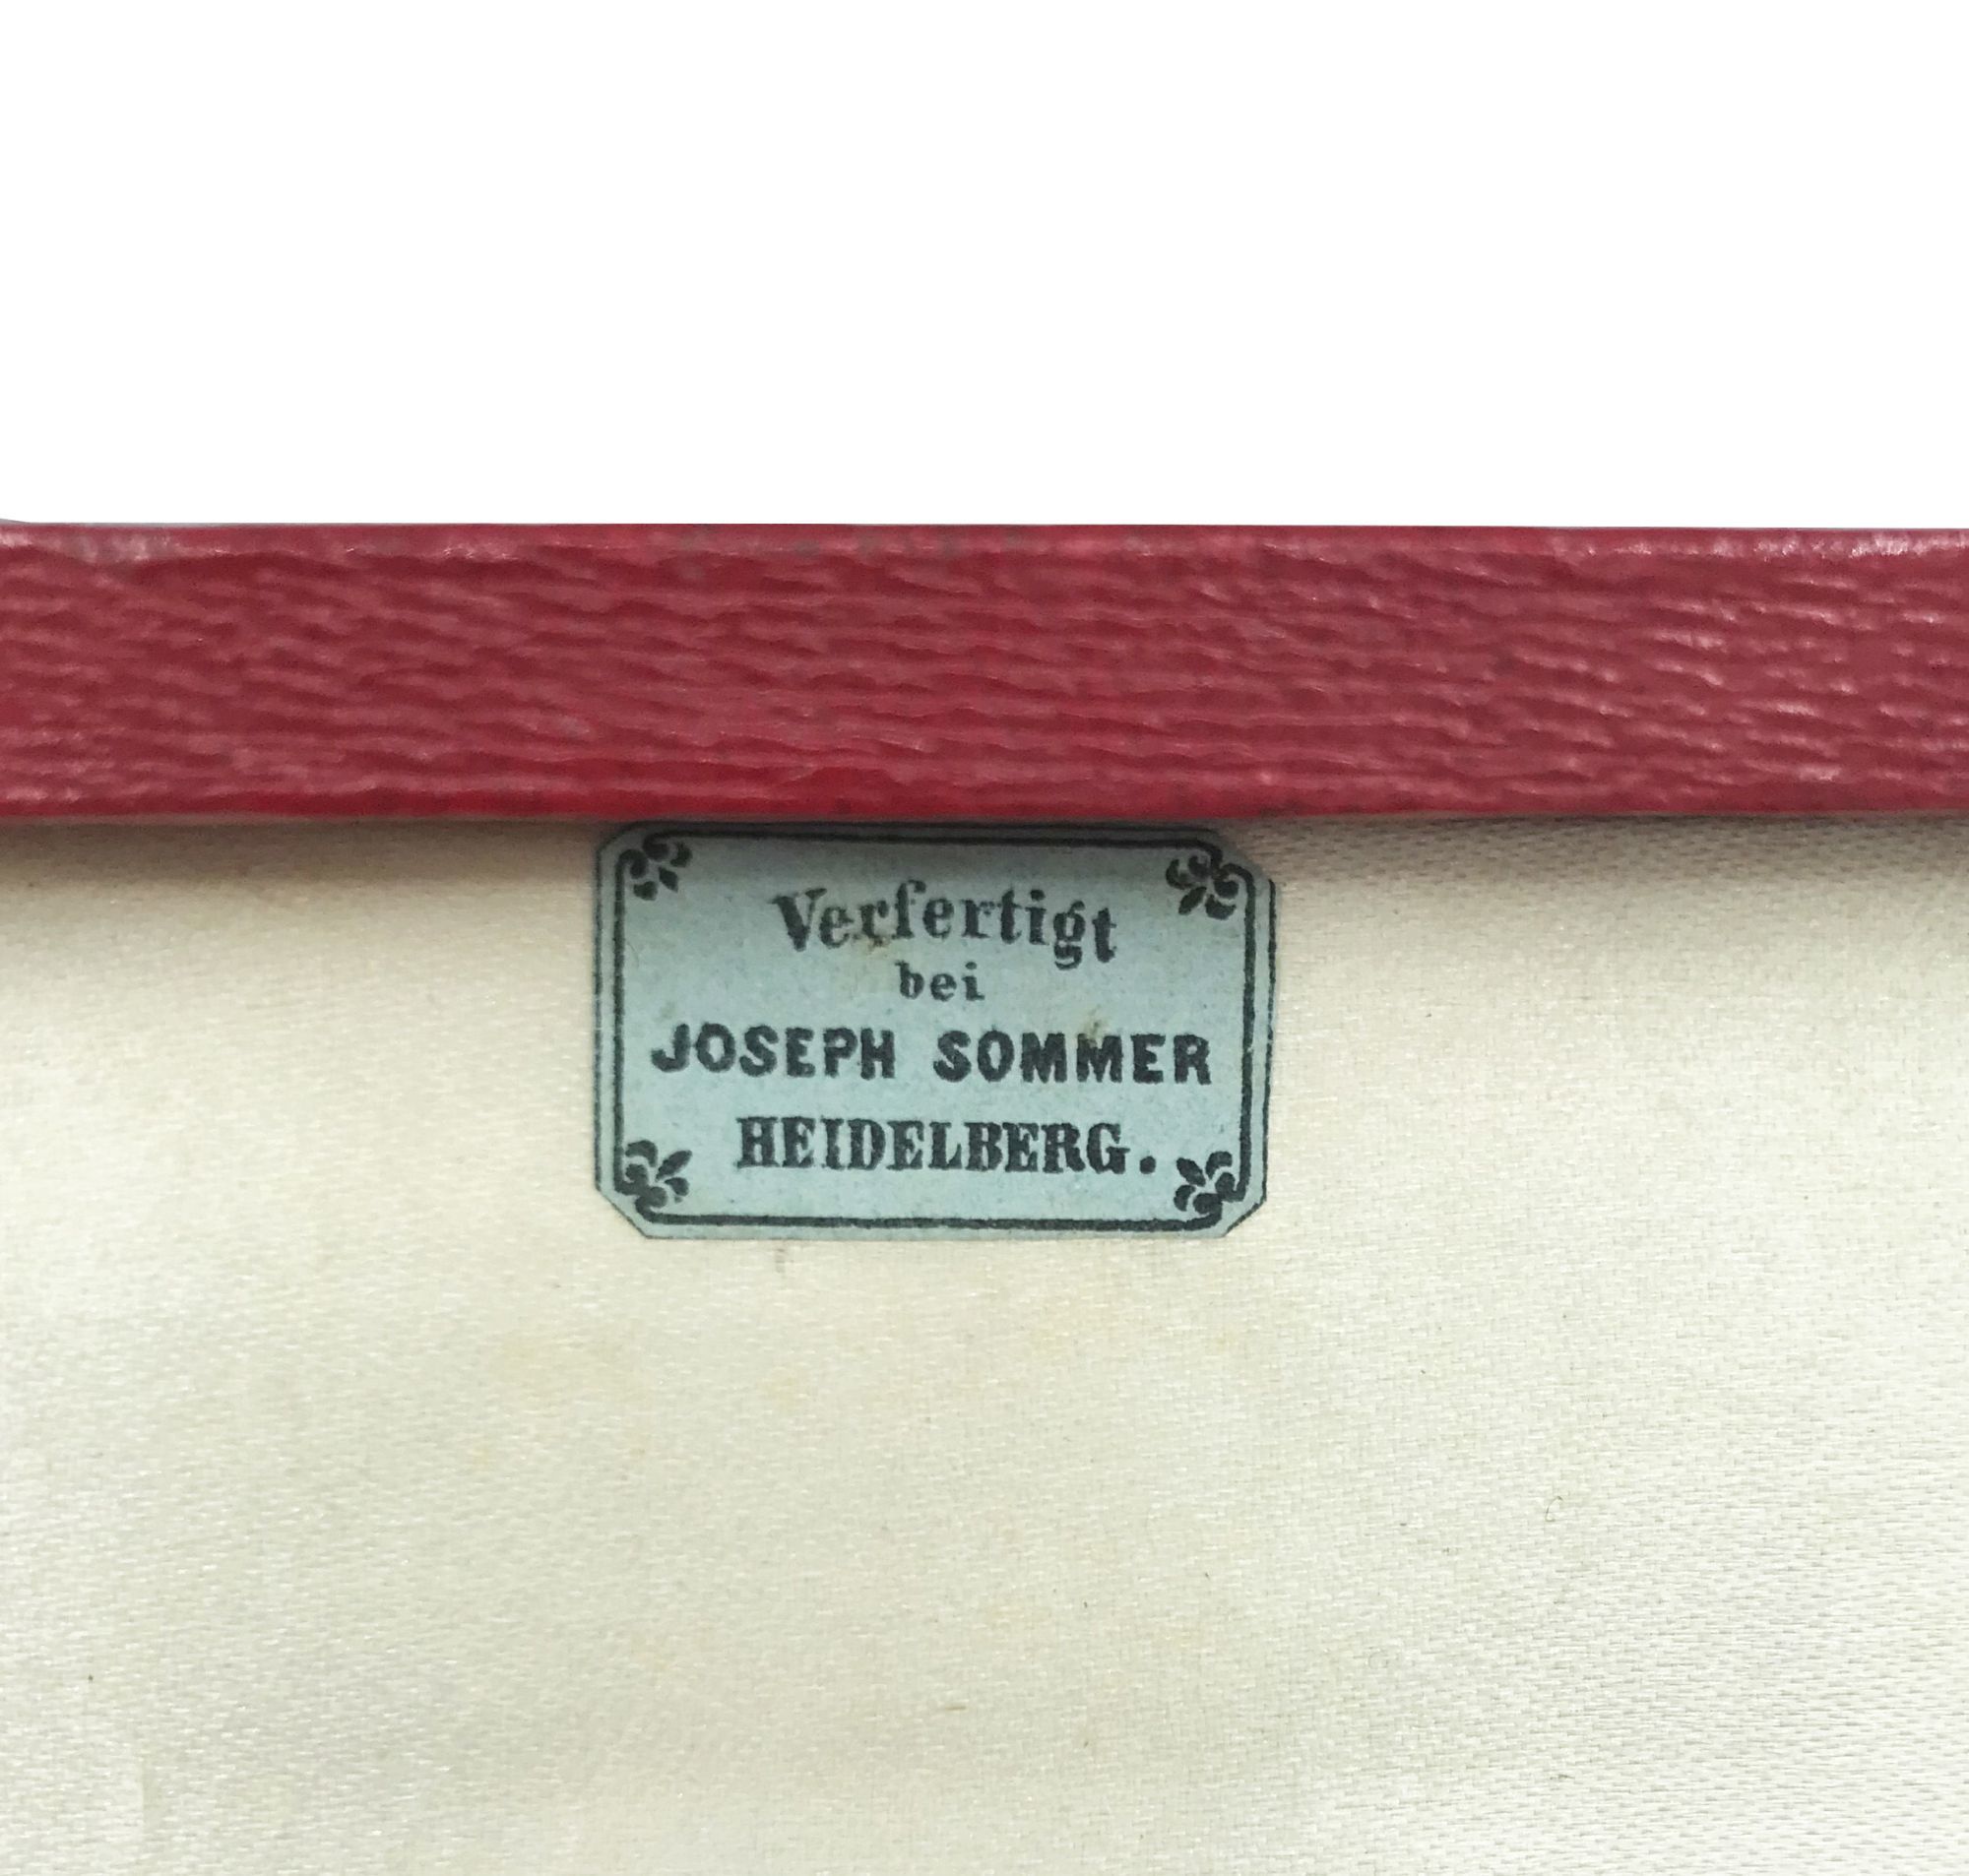 Verfertigt
bei
JOSEPH SOMMER
HEIDELBERG.